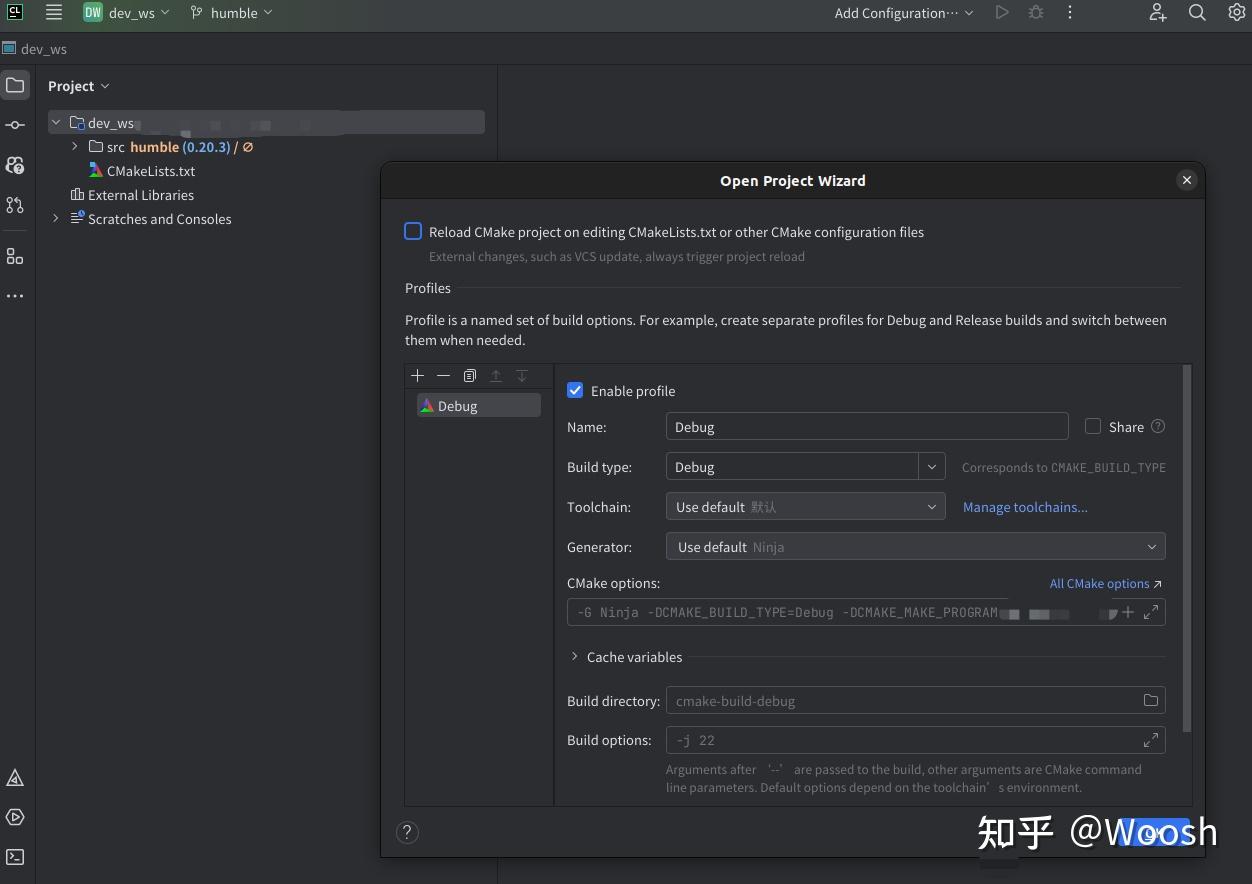 CL
DW dev_ws humble Add Configuration···
dev_ws
Project
dev_ws
src humble (0.20.3) / ∅
CMakeLists.txt
External Libraries
Scratches and Consoles
Open Project Wizard
Reload CMake project on editing CMakeLists.txt or other CMake configuration files
External changes, such as VCS update, always trigger project reload
Profiles
Profile is a named set of build options. For example, create separate profiles for Debug and Release builds and switch between
them when needed.
Debug
Enable profile
Name: Debug Share
Build type: Debug Corresponds to CMAKE_BUILD_TYPE
Toolchain: Use default 默认 Manage toolchains...
Generator: Use default Ninja
CMake options: All CMake options ↗
-G Ninja -DCMAKE_BUILD_TYPE=Debug -DCMAKE_MAKE_PROGRAM
Cache variables
Build directory: cmake-build-debug
Build options: -j 22
Arguments after ‘--’ are passed to the build, other arguments are CMake command
line parameters. Default options depend on the toolchain’s environment.
知乎 @Woosh